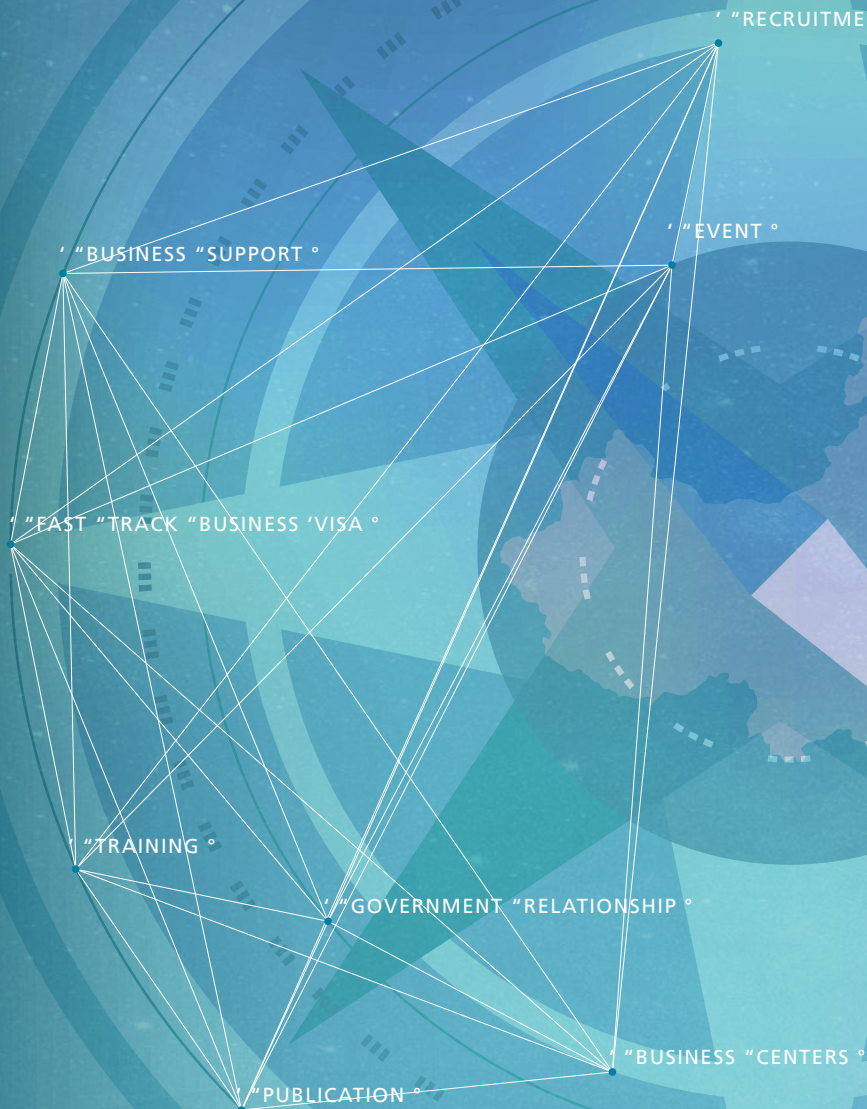 ‘ “RECRUITME
‘ “EVENT °
‘ “BUSINESS “SUPPORT °
‘ “FAST “TRACK “BUSINESS ‘VISA °
‘ “TRAINING °
‘ “GOVERNMENT “RELATIONSHIP °
‘ “BUSINESS “CENTERS °
‘ “PUBLICATION °